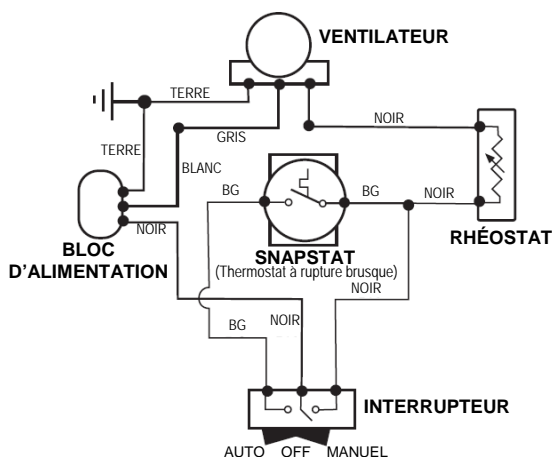 VENTILATEUR
TERRE
NOIR
GRIS
TERRE
BLANC
BG
BG
NOIR
NOIR
BLOC
D'ALIMENTATION
SNAPSTAT
(Thermostat à rupture brusque)
RHÉOSTAT
NOIR
BG
NOIR
INTERRUPTEUR
AUTO OFF MANUEL